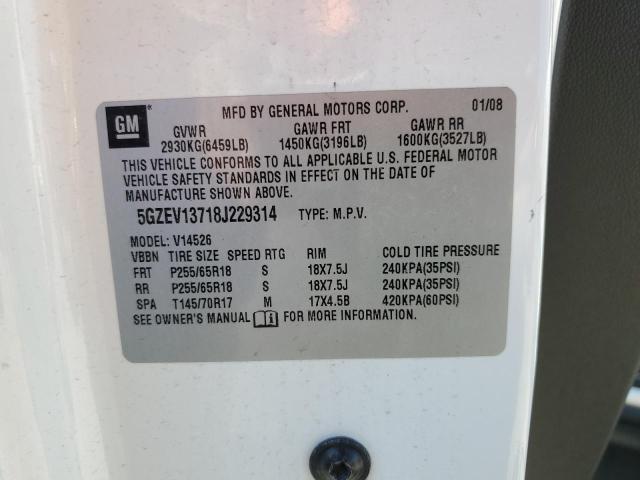 GM ® MFD BY GENERAL MOTORS CORP. 01/08
GVWR GAWR FRT GAWR RR
2930KG(6459LB) 1450KG(3196LB) 1600KG(3527LB)
THIS VEHICLE CONFORMS TO ALL APPLICABLE U.S. FEDERAL MOTOR
VEHICLE SAFETY STANDARDS IN EFFECT ON THE DATE OF
MANUFACTURE SHOWN ABOVE.
5GZEV13718J229314 TYPE: M.P.V.
MODEL: V14526
VBBN TIRE SIZE SPEED RTG RIM COLD TIRE PRESSURE
FRT P255/65R18 S 18X7.5J 240KPA(35PSI)
RR P255/65R18 S 18X7.5J 240KPA(35PSI)
SPA T145/70R17 M 17X4.5B 420KPA(60PSI)
SEE OWNER'S MANUAL i FOR MORE INFORMATION.